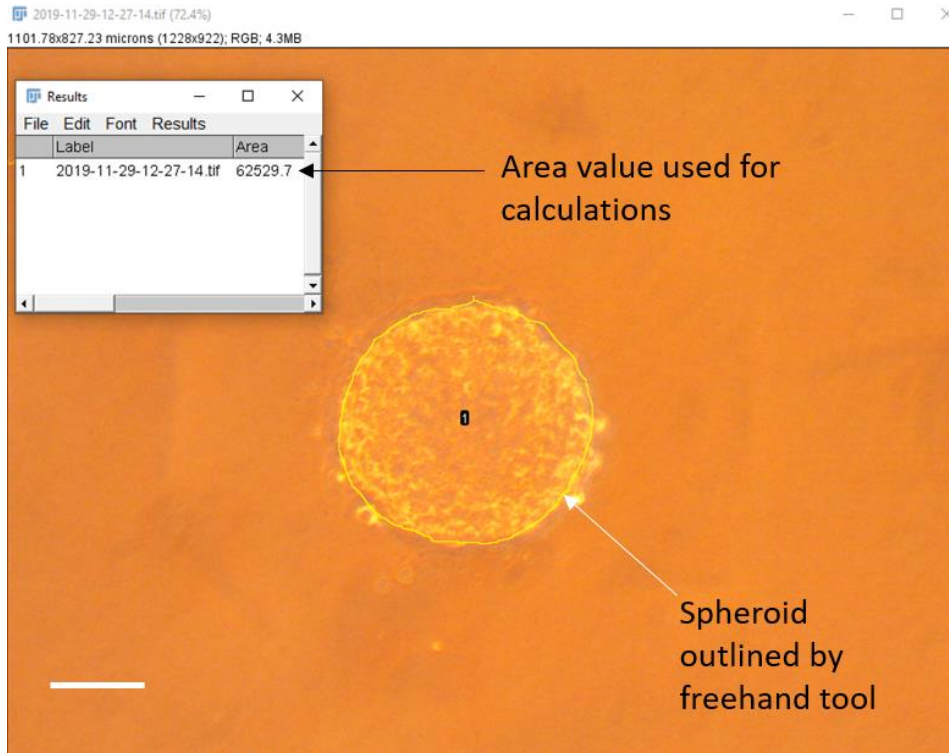 2019-11-29-12-27-14.tif (72.4%)
1101.78x827.23 microns (1228x922); RGB; 4.3MB
Results
File Edit Font Results
Label Area
1 2019-11-29-12-27-14.tif 62529.7
Area value used for
calculations
1
Spheroid
outlined by
freehand tool